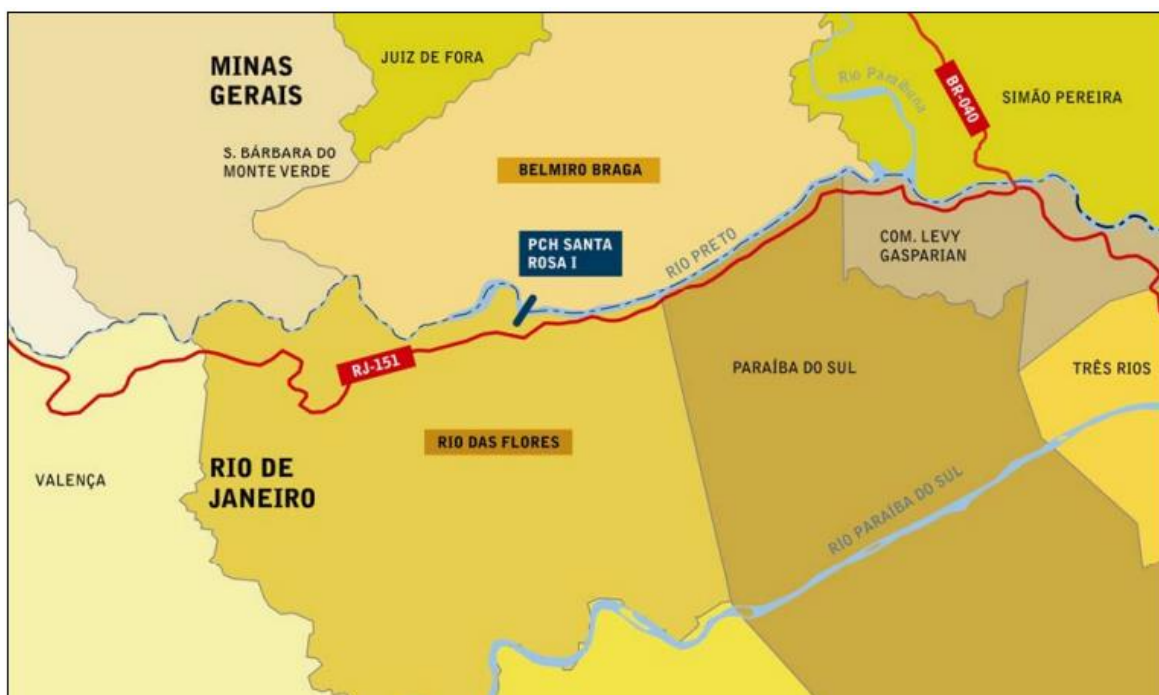 JUIZ DE FORA
MINAS
GERAIS
Rio Paraibuna
BR-040
SIMÃO PEREIRA
S. BÁRBARA DO
MONTE VERDE
BELMIRO BRAGA
PCH SANTA
ROSA I
RIO PRETO
COM. LEVY
GASPARIAN
RJ-151
PARAÍBA DO SUL
TRÊS RIOS
RIO DAS FLORES
VALENÇA
RIO DE
JANEIRO
RIO PARAÍBA DO SUL